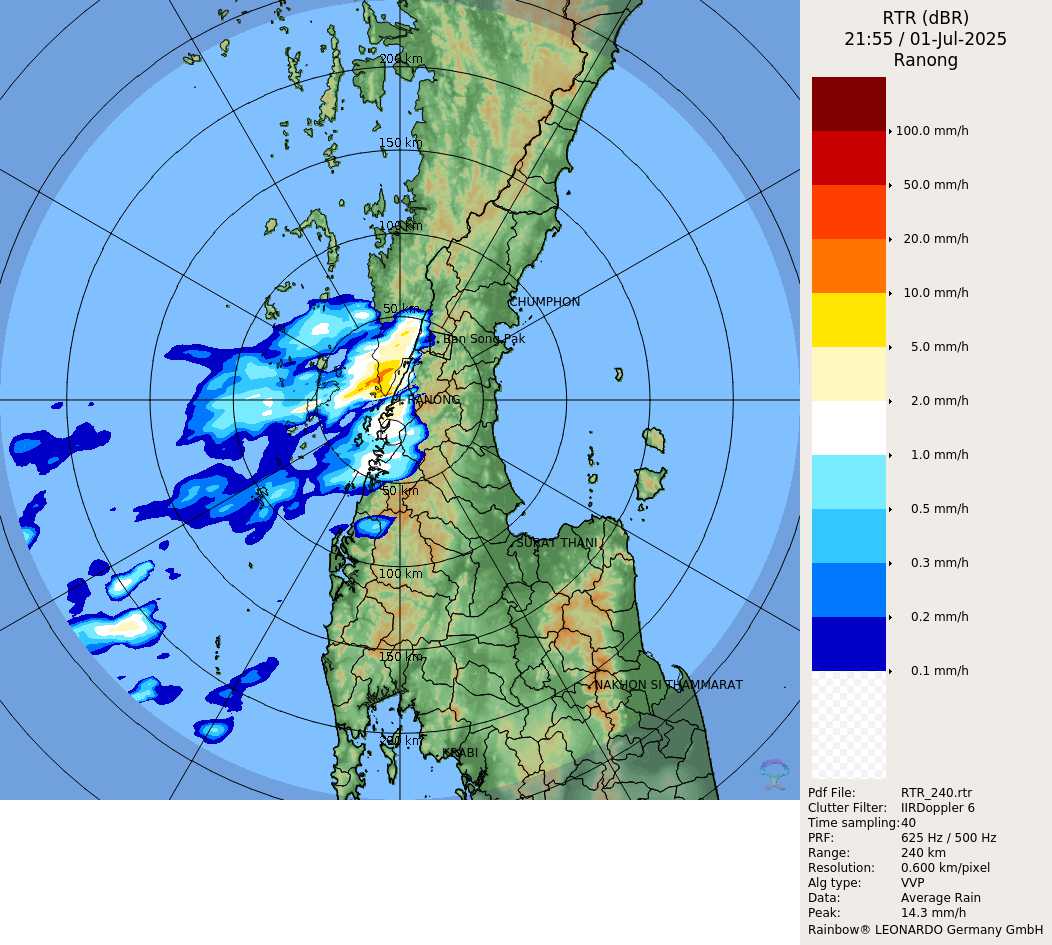 200 km
150 km
100 km
CHUMPHON
50 km
Ban Song Pak
RANONG
50 km
SURAT THANI
100 km
150 km
NAKHON SI THAMMARAT
200 km
KRABI
RTR (dBR)
21:55 / 01-Jul-2025
Ranong
100.0 mm/h
50.0 mm/h
20.0 mm/h
10.0 mm/h
5.0 mm/h
2.0 mm/h
1.0 mm/h
0.5 mm/h
0.3 mm/h
0.2 mm/h
0.1 mm/h
Pdf File: RTR_240.rtr
Clutter Filter: IIRDoppler 6
Time sampling: 40
PRF: 625 Hz / 500 Hz
Range: 240 km
Resolution: 0.600 km/pixel
Alg type: VVP
Data: Average Rain
Peak: 14.3 mm/h
Rainbow® LEONARDO Germany GmbH